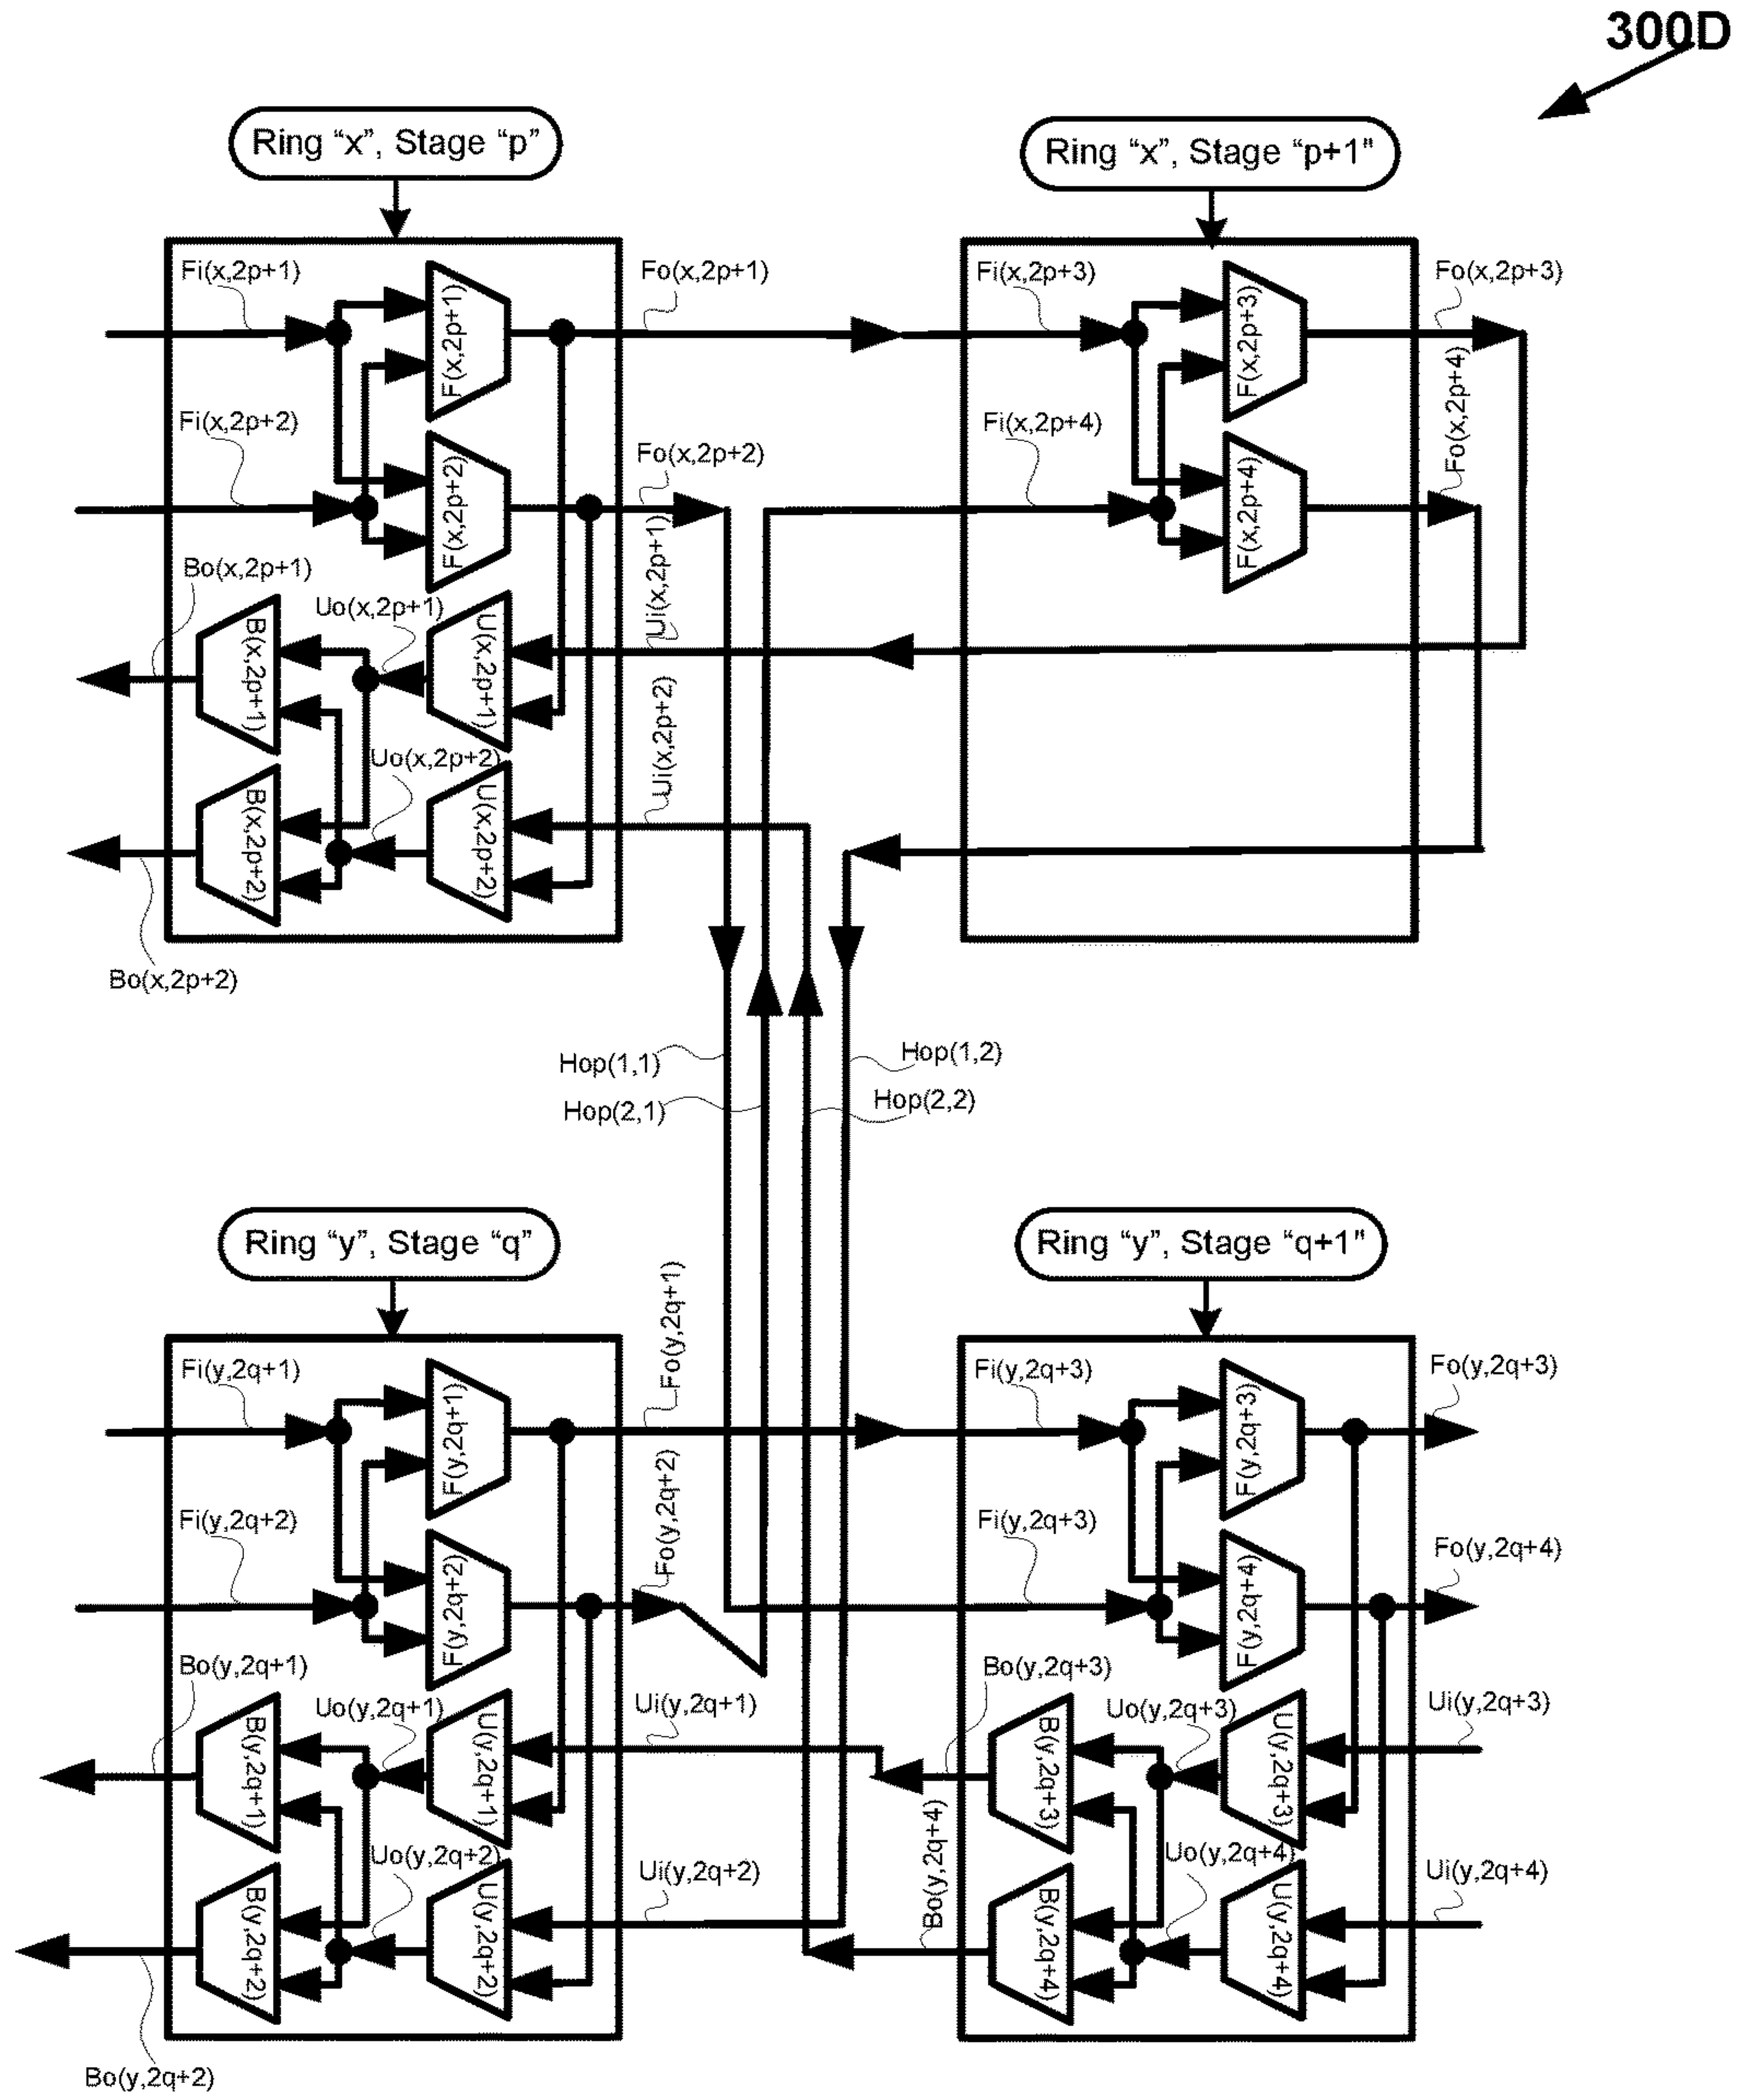 300D
Ring “x”, Stage “p”
Ring “x”, Stage “p+1”
Fi(x,2p+1)
F(x,2p+1)
Fo(x,2p+1)
Fi(x,2p+3)
F(x,2p+3)
Fo(x,2p+3)
Fi(x,2p+2)
F(x,2p+2)
Fo(x,2p+2)
Fi(x,2p+4)
F(x,2p+4)
Fo(x,2p+4)
Bo(x,2p+1)
B(x,2p+1)
Uo(x,2p+1)
U(x,2p+1)
Ui(x,2p+1)
Uo(x,2p+2)
B(x,2p+2)
U(x,2p+2)
Ui(x,2p+2)
Bo(x,2p+2)
Hop(1,1)
Hop(1,2)
Hop(2,1)
Hop(2,2)
Ring “y”, Stage “q”
Ring “y”, Stage “q+1”
Fi(y,2q+1)
F(y,2q+1)
Fo(y,2q+1)
Fi(y,2q+3)
F(y,2q+3)
Fo(y,2q+3)
Fi(y,2q+2)
F(y,2q+2)
Fo(y,2q+2)
Fi(y,2q+3)
F(y,2q+4)
Fo(y,2q+4)
Bo(y,2q+1)
B(y,2q+1)
Uo(y,2q+1)
U(y,2q+1)
Ui(y,2q+1)
Bo(y,2q+3)
B(y,2q+3)
Uo(y,2q+3)
U(y,2q+3)
Ui(y,2q+3)
Uo(y,2q+2)
B(y,2q+2)
U(y,2q+2)
Ui(y,2q+2)
Bo(y,2q+4)
B(y,2q+4)
Uo(y,2q+4)
U(y,2q+4)
Ui(y,2q+4)
Bo(y,2q+2)